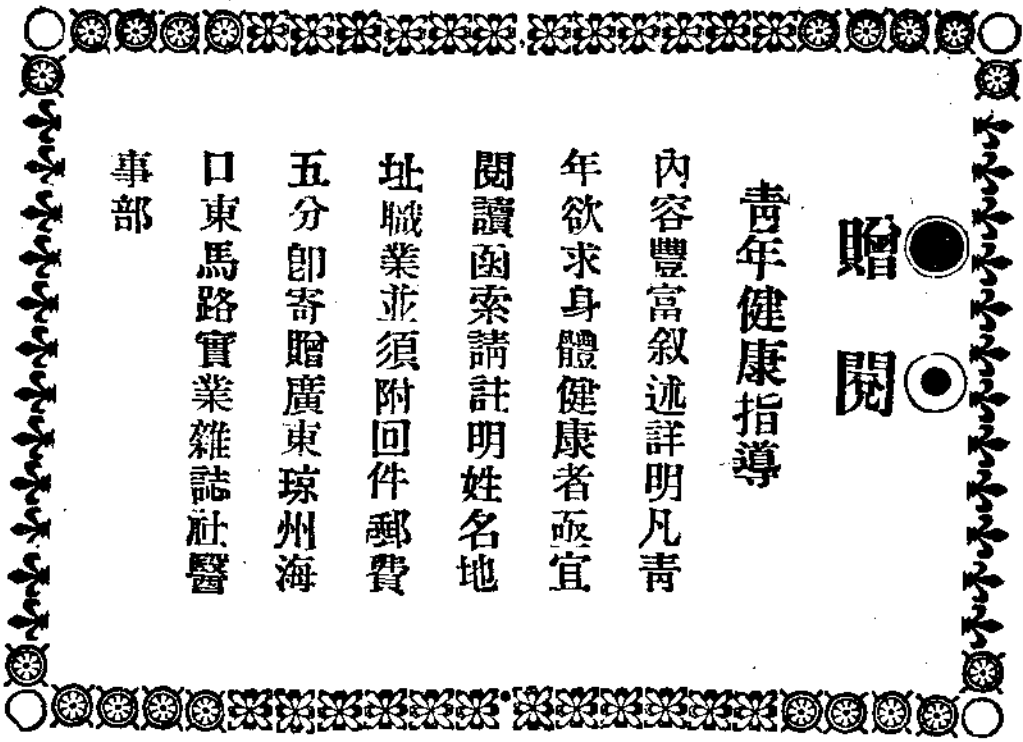 贈閱
青年健康指導
內容豐富叙述詳明凡青
年欲求身體健康者亟宜
閱讀函索請註明姓名地
址職業並須附回件郵費
五分卽寄贈廣東琼州海
口東馬路實業雜誌社醫
事部